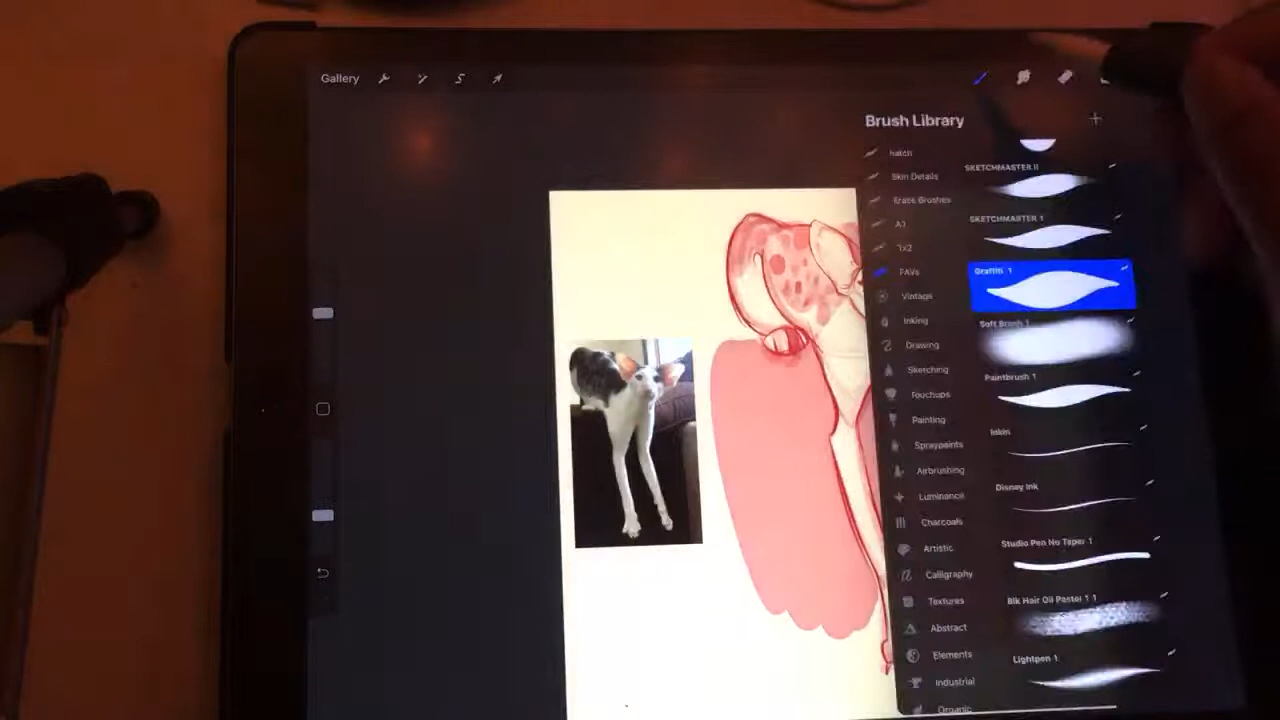 Gallery
Brush Library
hatch
Skin Details
Erase Brushes
A1
1x2
FAVs
Vintage
Inking
Drawing
Sketching
Touchups
Painting
Spraypaints
Airbrushing
Luminance
Charcoals
Artistic
Calligraphy
Textures
Abstract
Elements
Industrial
Organic
SKETCHMASTER II
SKETCHMASTER 1
Graffiti 1
Soft Brush 1
Paintbrush 1
Inkin
Disney Ink
Studio Pen No Taper 1
Blk Hair Oil Pastel 1 1
Lightpen 1